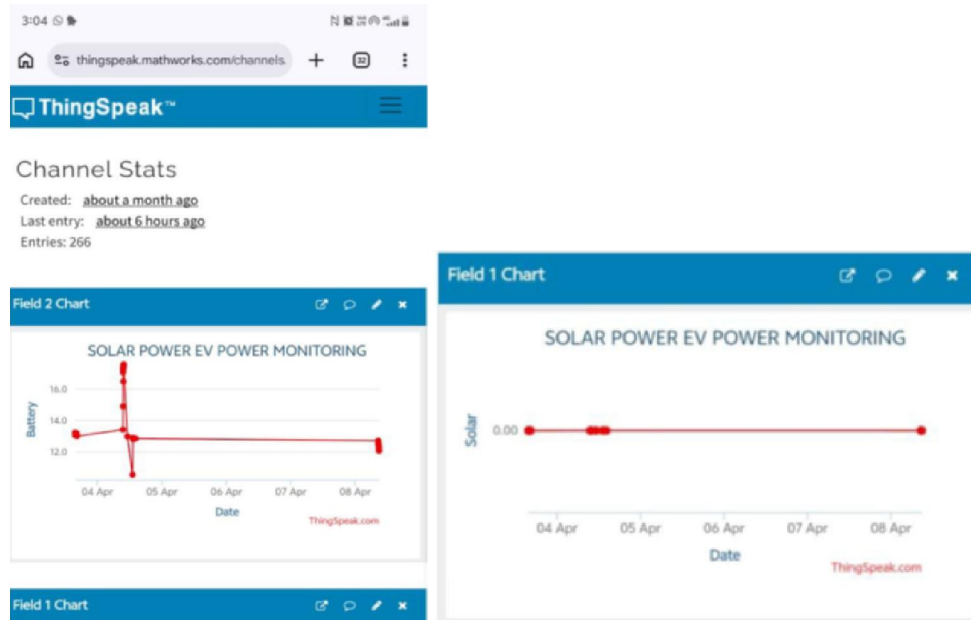 3:04
thingspeak.mathworks.com/channels.
32
ThingSpeak™
Channel Stats
Created: about a month ago
Last entry: about 6 hours ago
Entries: 266
Field 2 Chart
SOLAR POWER EV POWER MONITORING
Battery
16.0
14.0
12.0
04 Apr 05 Apr 06 Apr 07 Apr 08 Apr
Date
ThingSpeak.com
Field 1 Chart
Field 1 Chart
SOLAR POWER EV POWER MONITORING
Solar
0.00
04 Apr 05 Apr 06 Apr 07 Apr 08 Apr
Date
ThingSpeak.com